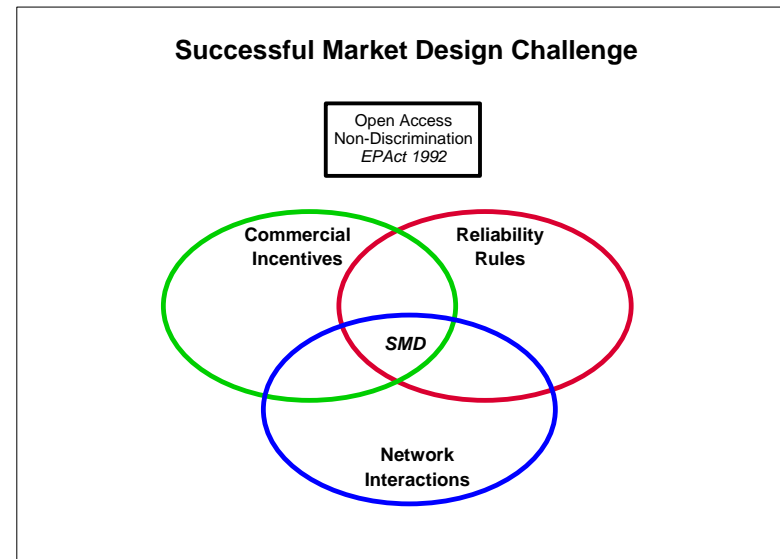 Successful Market Design Challenge
Open Access
Non-Discrimination
EPAct 1992
Commercial
Incentives
Reliability
Rules
SMD
Network
Interactions